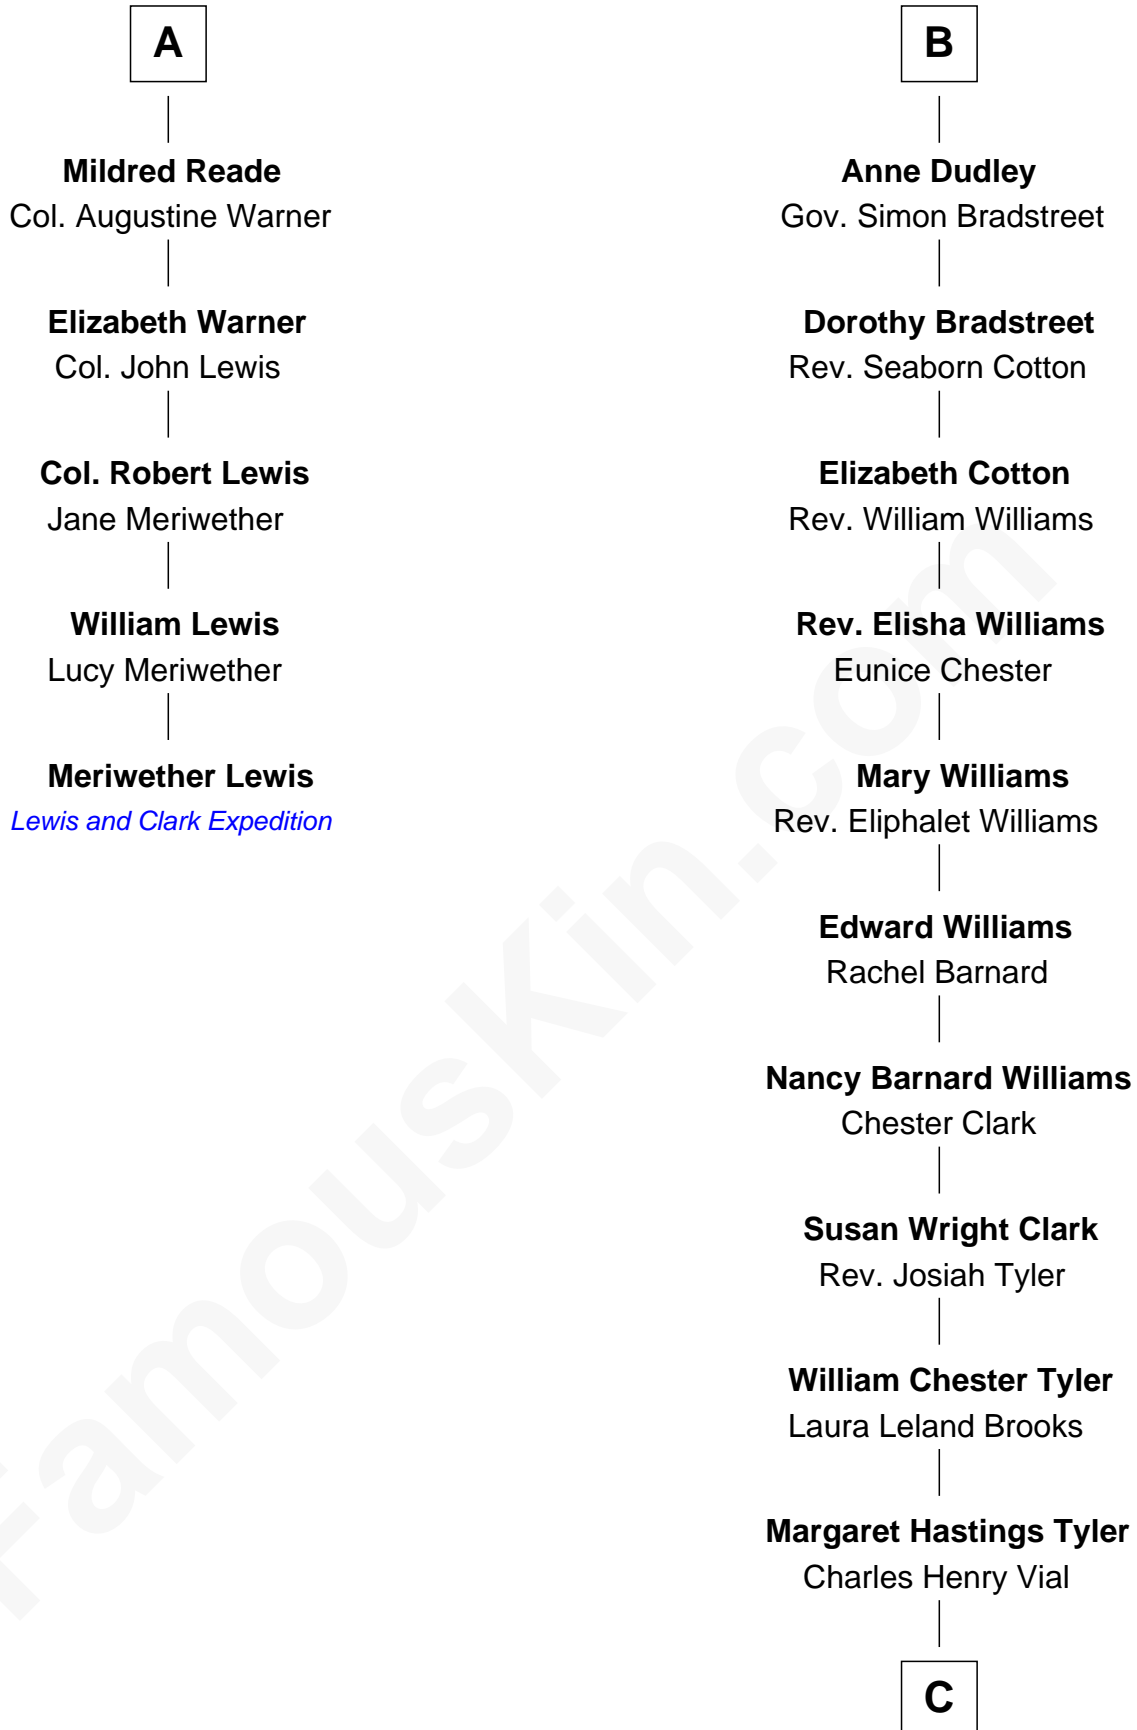 A
Mildred Reade
Col. Augustine Warner
Elizabeth Warner
Col. John Lewis
Col. Robert Lewis
Jane Meriwether
William Lewis
Lucy Meriwether
Meriwether Lewis
Lewis and Clark Expedition
B
Anne Dudley
Gov. Simon Bradstreet
Dorothy Bradstreet
Rev. Seaborn Cotton
Elizabeth Cotton
Rev. William Williams
Rev. Elisha Williams
Eunice Chester
Mary Williams
Rev. Eliphalet Williams
Edward Williams
Rachel Barnard
Nancy Barnard Williams
Chester Clark
Susan Wright Clark
Rev. Josiah Tyler
William Chester Tyler
Laura Leland Brooks
Margaret Hastings Tyler
Charles Henry Vial
C
FamousKin.com